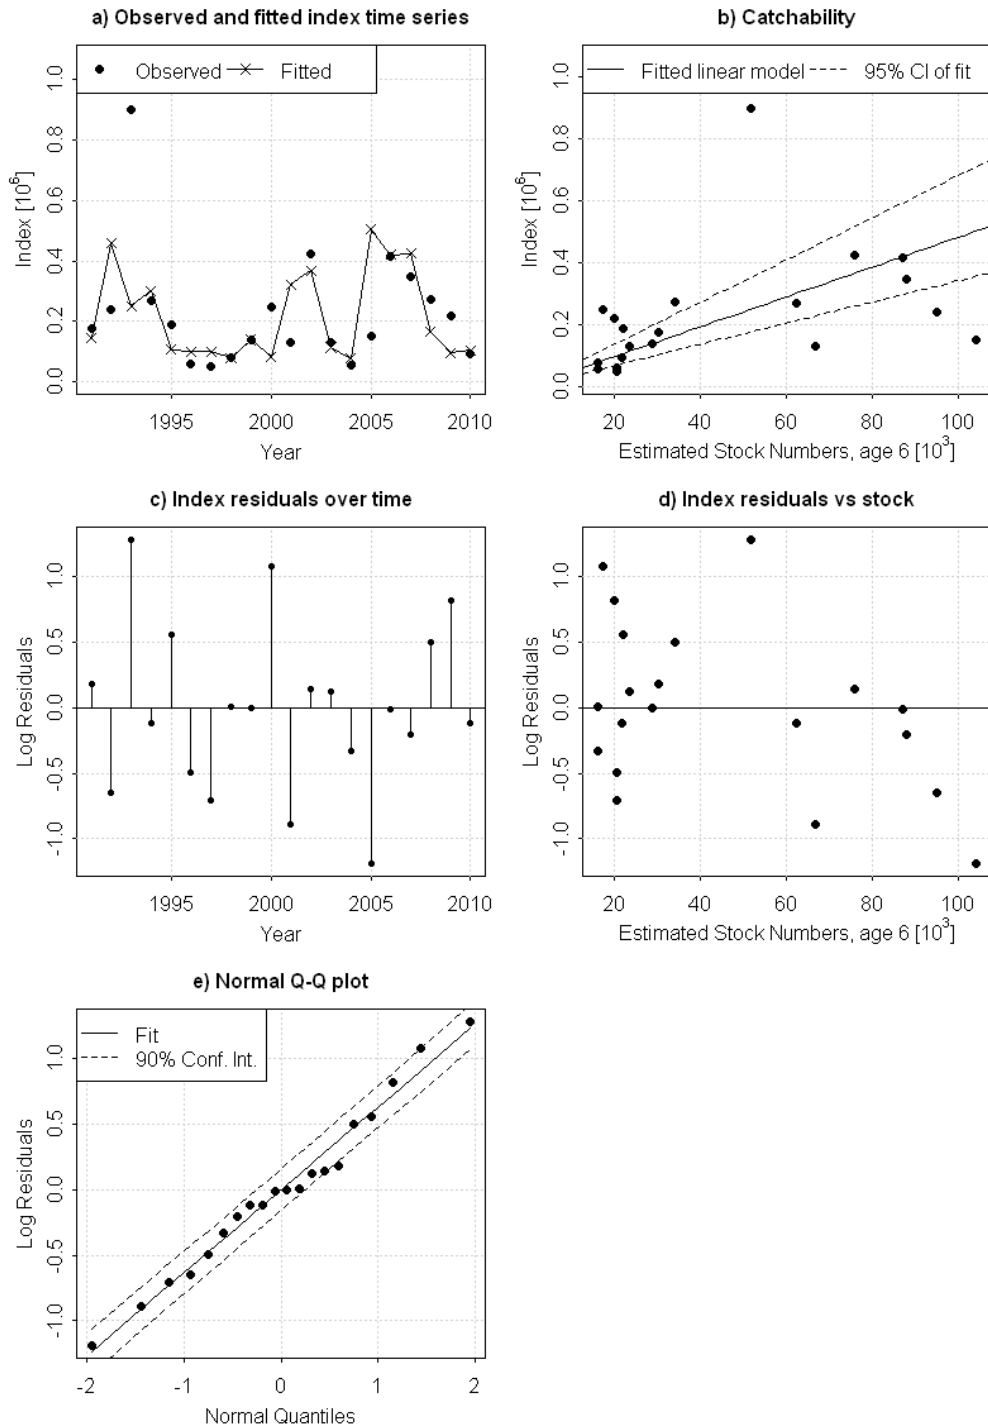 a) Observed and fitted index time series
Observed
Fitted
Index [10^6]
0.0 0.2 0.4 0.6 0.8 1.0
1995 2000 2005 2010
Year
b) Catchability
Fitted linear model
95% CI of fit
Index [10^6]
0.0 0.2 0.4 0.6 0.8 1.0
20 40 60 80 100
Estimated Stock Numbers, age 6 [10^3]
c) Index residuals over time
Log Residuals
-1.0 -0.5 0.0 0.5 1.0
1995 2000 2005 2010
Year
d) Index residuals vs stock
Log Residuals
-1.0 -0.5 0.0 0.5 1.0
20 40 60 80 100
Estimated Stock Numbers, age 6 [10^3]
e) Normal Q-Q plot
Fit
90% Conf. Int.
Log Residuals
-1.0 -0.5 0.0 0.5 1.0
-2 -1 0 1 2
Normal Quantiles